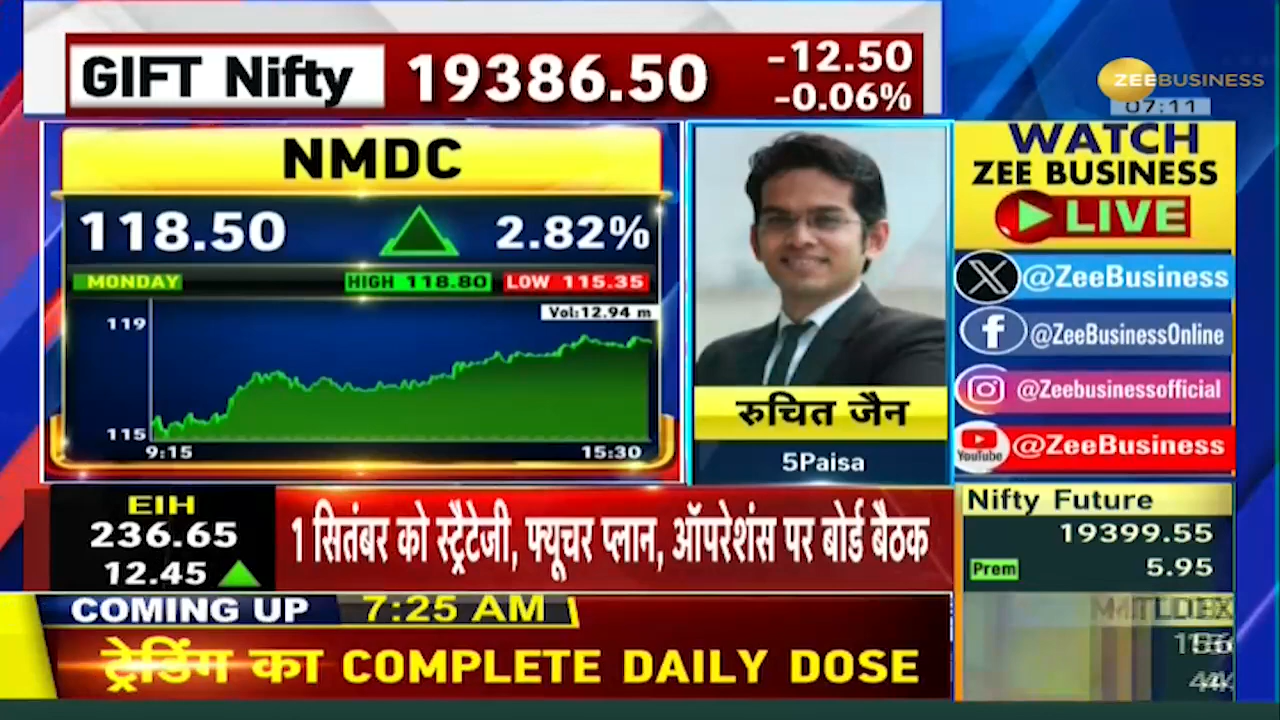 GIFT Nifty
19386.50
-12.50
-0.06%
ZEEBUSINESS
07:11
NMDC
118.50
2.82%
MONDAY
HIGH 118.80
LOW 115.35
Vol:12.94 m
119
115
9:15
15:30
रुचित जैन
5Paisa
WATCH
ZEE BUSINESS
LIVE
@ZeeBusiness
@ZeeBusinessOnline
@Zeebusinessofficial
YouTube
@ZeeBusiness
EIH
236.65
12.45
1 सितंबर को स्ट्रैटेजी, फ्यूचर प्लान, ऑपरेशंस पर बोर्ड बैठक
Nifty Future
19399.55
Prem
5.95
COMING UP
7:25 AM
ट्रेडिंग का COMPLETE DAILY DOSE